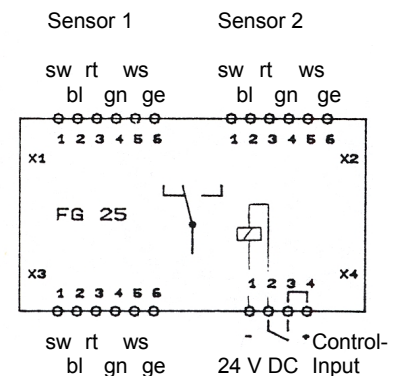 Sensor 1 Sensor 2
sw rt ws sw rt ws
bl gn ge bl gn ge
1 2 3 4 5 6 1 2 3 4 5 6
X1 X2
FG 25
X3 1 2 3 4 5 6 1 2 3 4 X4
sw rt ws - + Control-
bl gn ge 24 V DC Input